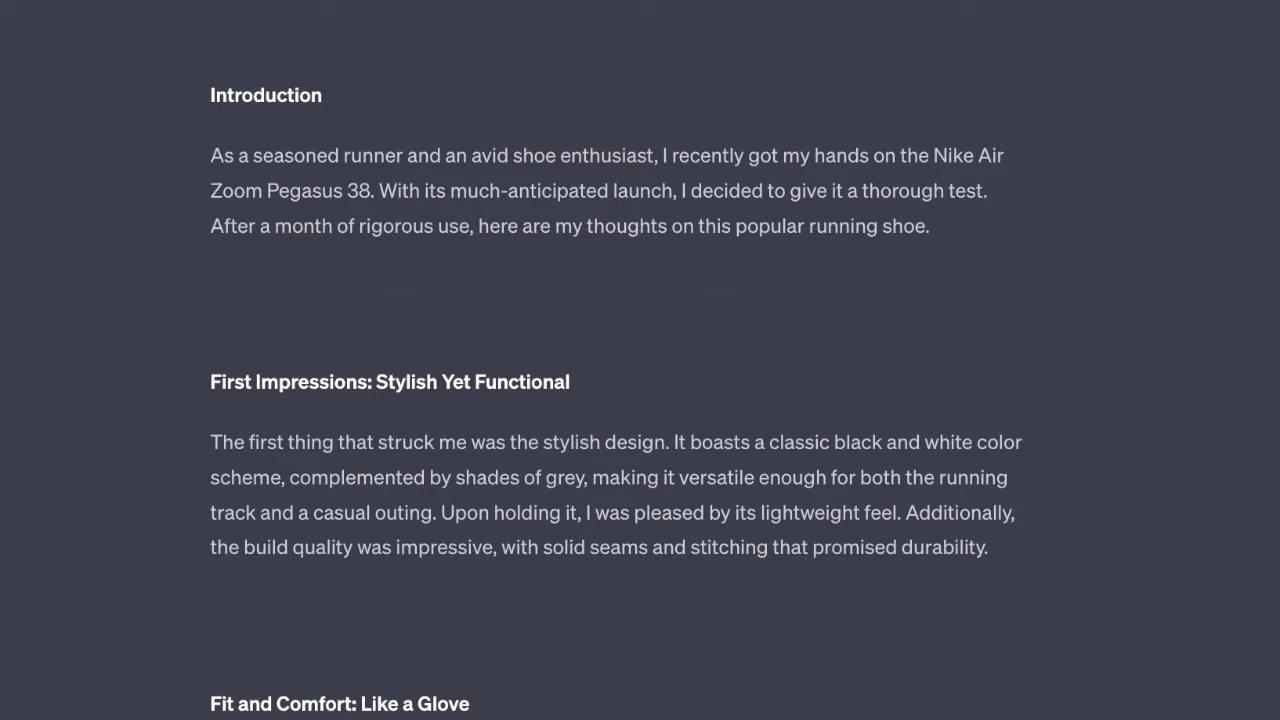 Introduction
As a seasoned runner and an avid shoe enthusiast, I recently got my hands on the Nike Air
Zoom Pegasus 38. With its much-anticipated launch, I decided to give it a thorough test.
After a month of rigorous use, here are my thoughts on this popular running shoe.
First Impressions: Stylish Yet Functional
The first thing that struck me was the stylish design. It boasts a classic black and white color
scheme, complemented by shades of grey, making it versatile enough for both the running
track and a casual outing. Upon holding it, I was pleased by its lightweight feel. Additionally,
the build quality was impressive, with solid seams and stitching that promised durability.
Fit and Comfort: Like a Glove